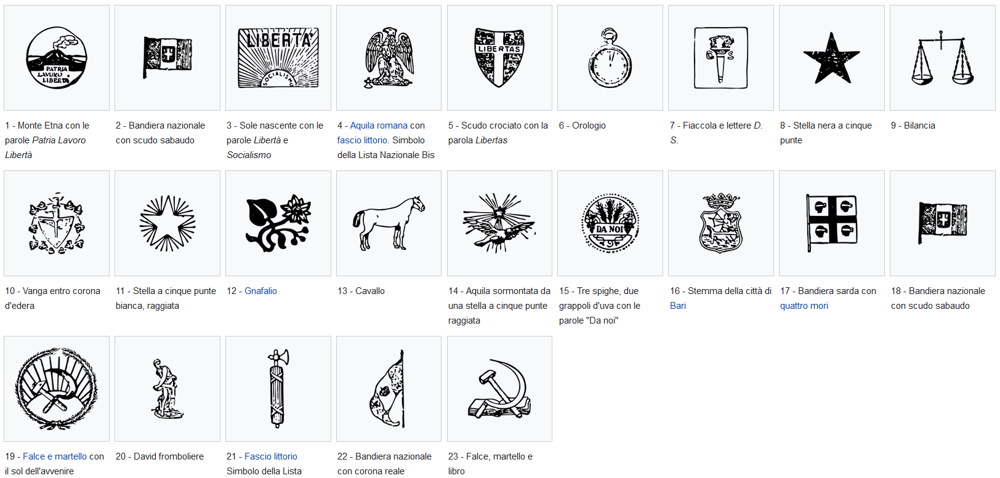 PATRIA
LAVORO
LIBERTÀ
LIBERTA'
SOCIALISMO
LIBERTAS
D S
1 - Monte Etna con le
parole Patria Lavoro
Libertà
2 - Bandiera nazionale
con scudo sabaudo
3 - Sole nascente con le
parole Libertà e
Socialismo
4 - Aquila romana con
fascio littorio. Simbolo
della Lista Nazionale Bis
5 - Scudo crociato con la
parola Libertas
6 - Orologio
7 - Fiaccola e lettere D.
S.
8 - Stella nera a cinque
punte
9 - Bilancia
DA NOI
10 - Vanga entro corona
d'edera
11 - Stella a cinque punte
bianca, raggiata
12 - Gnafalio
13 - Cavallo
14 - Aquila sormontata da
una stella a cinque punte
raggiata
15 - Tre spighe, due
grappoli d'uva con le
parole "Da noi"
16 - Stemma della città di
Bari
17 - Bandiera sarda con
quattro mori
18 - Bandiera nazionale
con scudo sabaudo
19 - Falce e martello con
il sol dell'avvenire
20 - David fromboliere
21 - Fascio littorio
Simbolo della Lista
22 - Bandiera nazionale
con corona reale
23 - Falce, martello e
libro